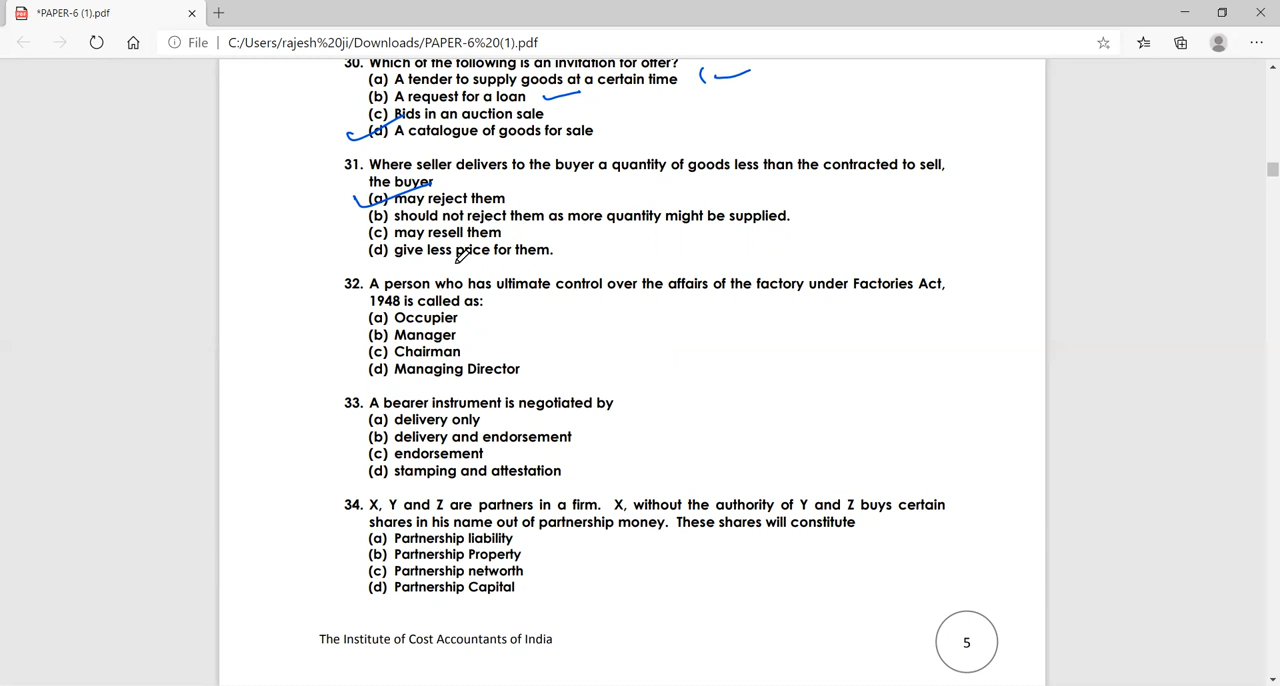 *PAPER-6 (1).pdf
File
C:/Users/rajesh%20ji/Downloads/PAPER-6%20(1).pdf
30. Which of the following is an invitation for offer?
(a) A tender to supply goods at a certain time
(b) A request for a loan
(c) Bids in an auction sale
(d) A catalogue of goods for sale
31. Where seller delivers to the buyer a quantity of goods less than the contracted to sell,
the buyer
(a) may reject them
(b) should not reject them as more quantity might be supplied.
(c) may resell them
(d) give less price for them.
32. A person who has ultimate control over the affairs of the factory under Factories Act,
1948 is called as:
(a) Occupier
(b) Manager
(c) Chairman
(d) Managing Director
33. A bearer instrument is negotiated by
(a) delivery only
(b) delivery and endorsement
(c) endorsement
(d) stamping and attestation
34. X, Y and Z are partners in a firm. X, without the authority of Y and Z buys certain
shares in his name out of partnership money. These shares will constitute
(a) Partnership liability
(b) Partnership Property
(c) Partnership networth
(d) Partnership Capital
The Institute of Cost Accountants of India
5